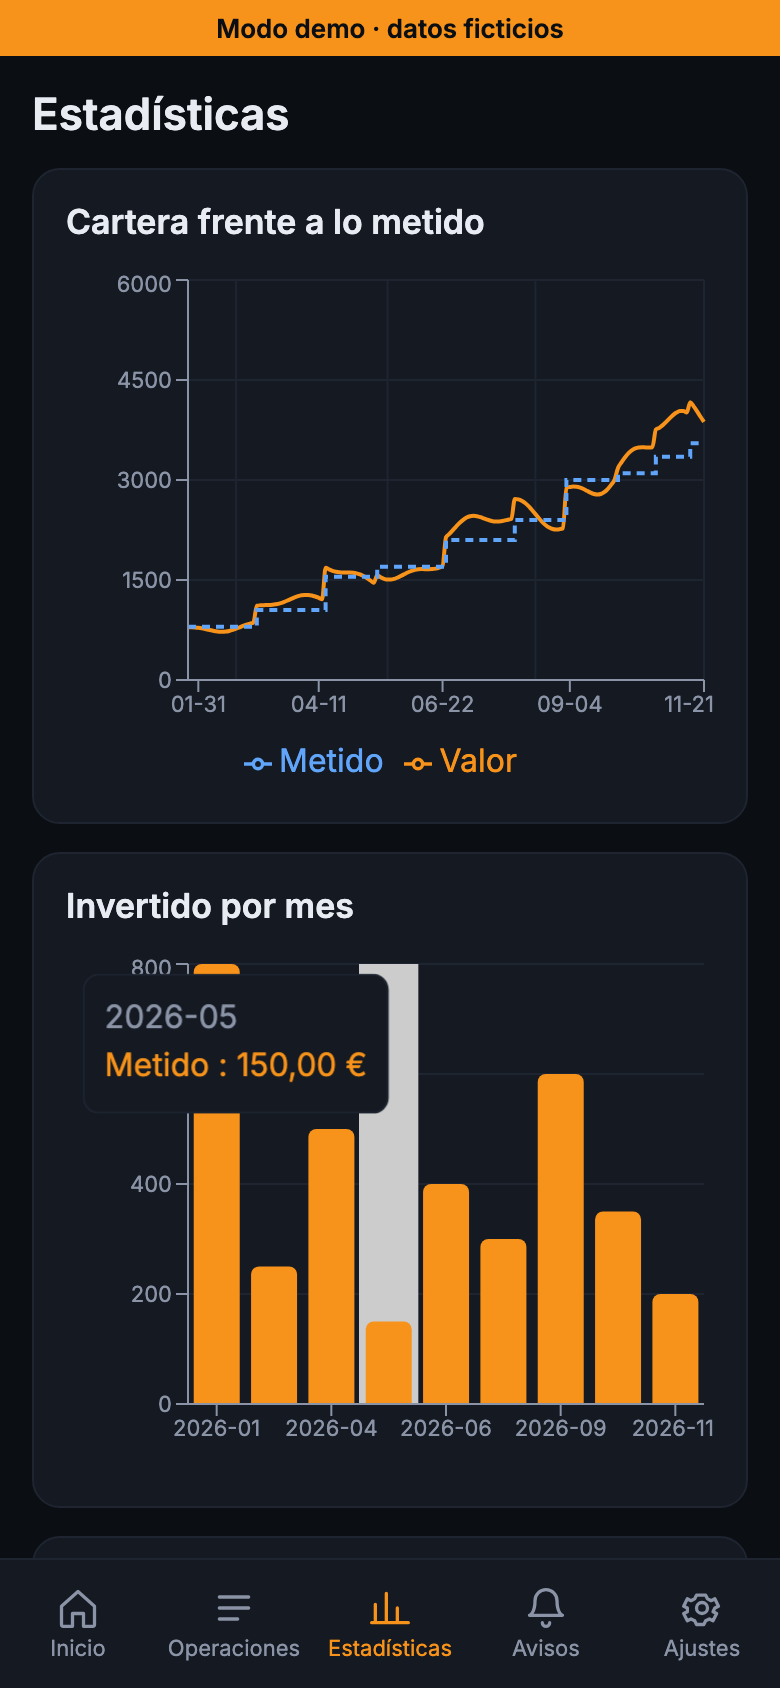 Modo demo · datos ficticios
Estadísticas
Cartera frente a lo metido
6000
4500
3000
1500
0
01-31 04-11 06-22 09-04 11-21
Metido Valor
Invertido por mes
800
2026-05
Metido : 150,00 €
400
200
0
2026-01 2026-04 2026-06 2026-09 2026-11
Inicio Operaciones Estadísticas Avisos Ajustes